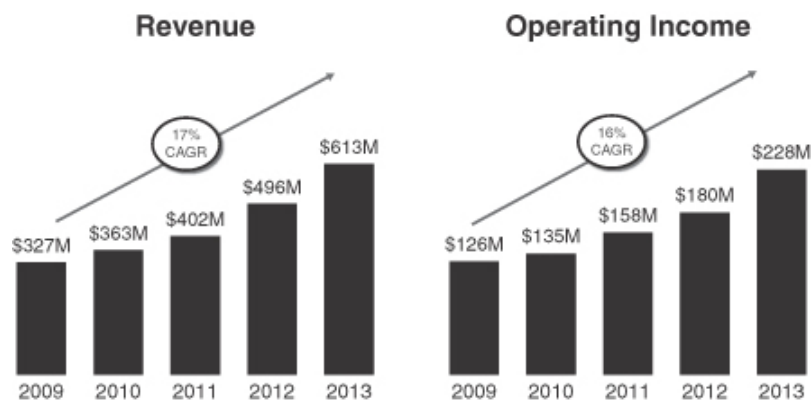 Revenue
17%
CAGR
$327M
$363M
$402M
$496M
$613M
2009 2010 2011 2012 2013
Operating Income
16%
CAGR
$126M
$135M
$158M
$180M
$228M
2009 2010 2011 2012 2013